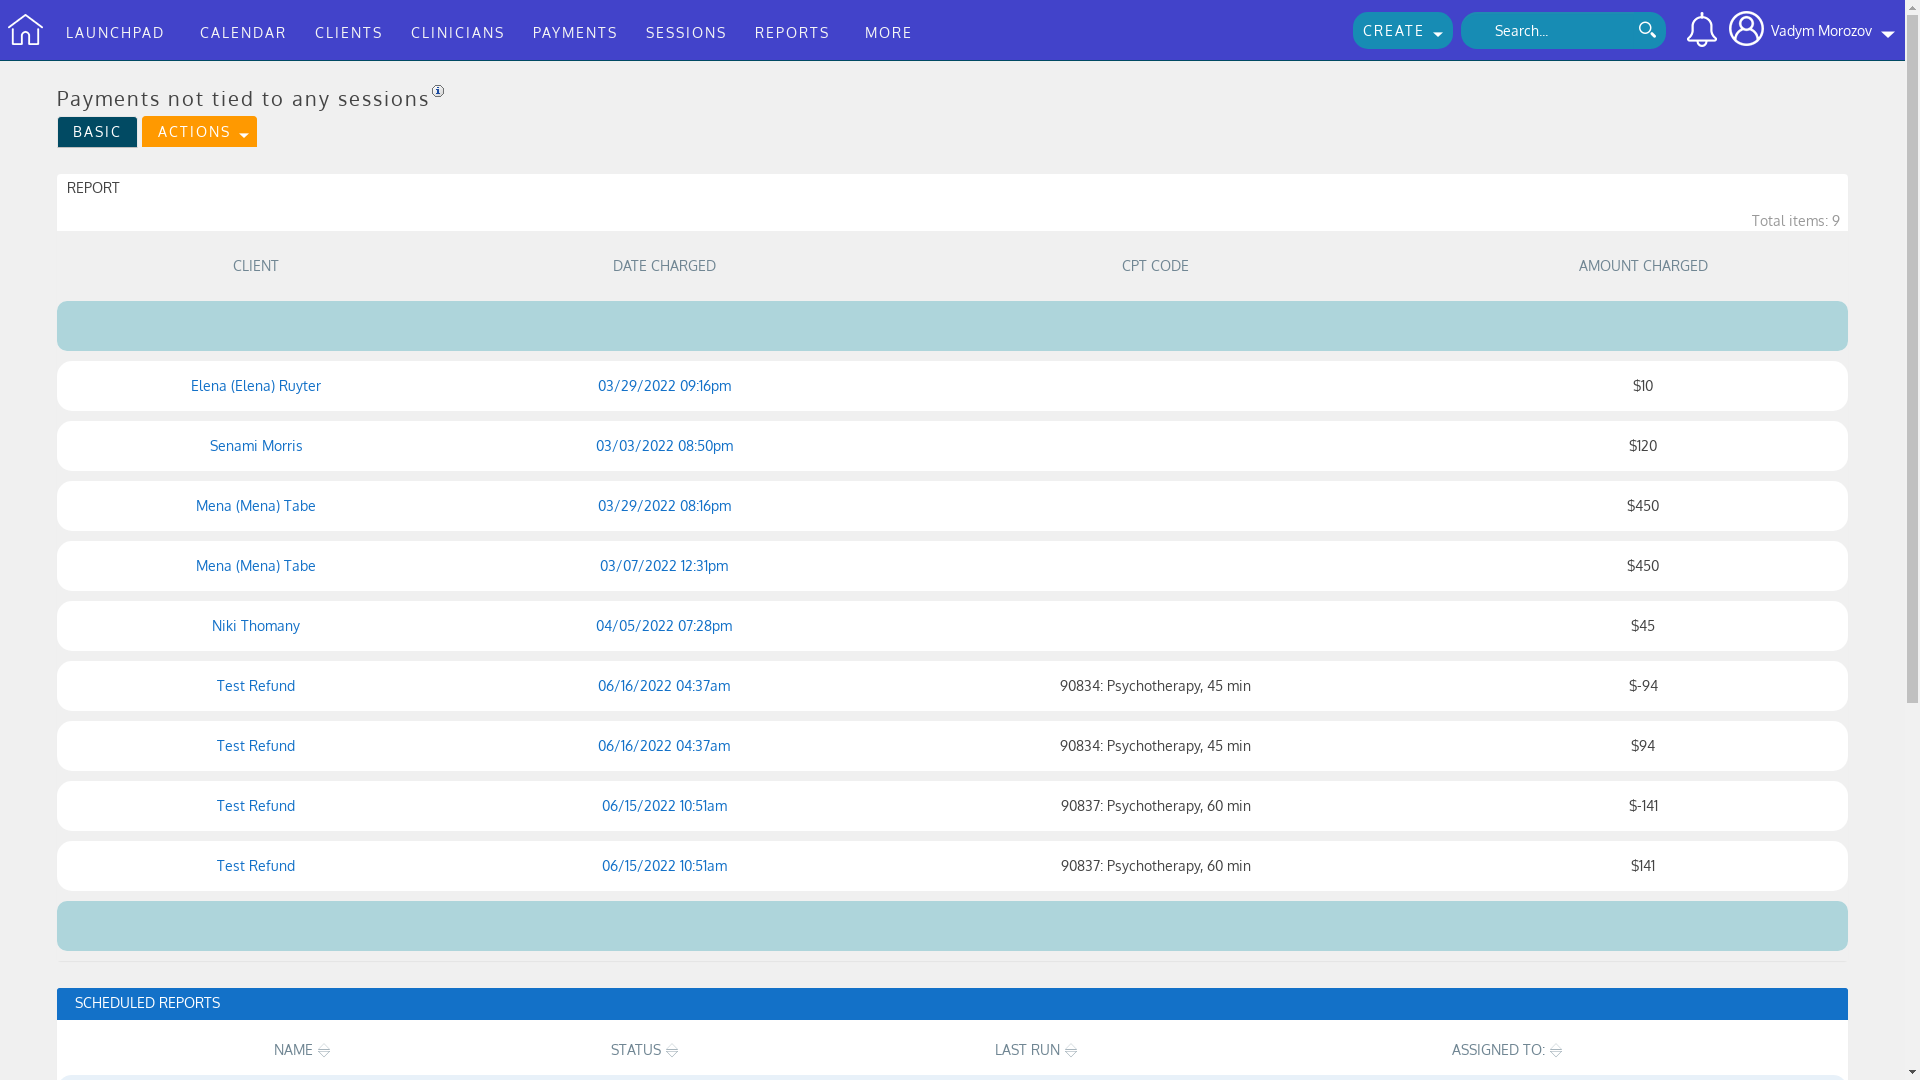 LAUNCHPAD CALENDAR CLIENTS CLINICIANS PAYMENTS SESSIONS REPORTS MORE CREATE Search... Vadym Morozov
Payments not tied to any sessions
BASIC ACTIONS
REPORT
Total items: 9
CLIENT DATE CHARGED CPT CODE AMOUNT CHARGED
Elena (Elena) Ruyter 03/29/2022 09:16pm $10
Senami Morris 03/03/2022 08:50pm $120
Mena (Mena) Tabe 03/29/2022 08:16pm $450
Mena (Mena) Tabe 03/07/2022 12:31pm $450
Niki Thomany 04/05/2022 07:28pm $45
Test Refund 06/16/2022 04:37am 90834: Psychotherapy, 45 min $-94
Test Refund 06/16/2022 04:37am 90834: Psychotherapy, 45 min $94
Test Refund 06/15/2022 10:51am 90837: Psychotherapy, 60 min $-141
Test Refund 06/15/2022 10:51am 90837: Psychotherapy, 60 min $141
SCHEDULED REPORTS
NAME STATUS LAST RUN ASSIGNED TO: